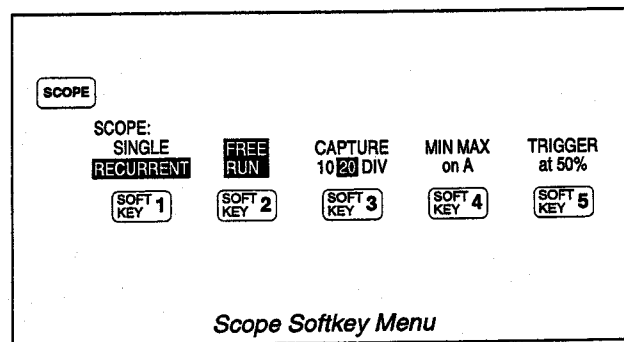 SCOPE
SCOPE:
SINGLE FREE CAPTURE MIN MAX TRIGGER
RECURRENT RUN 10 20 DIV on A at 50%
SOFT KEY 1 SOFT KEY 2 SOFT KEY 3 SOFT KEY 4 SOFT KEY 5
Scope Softkey Menu